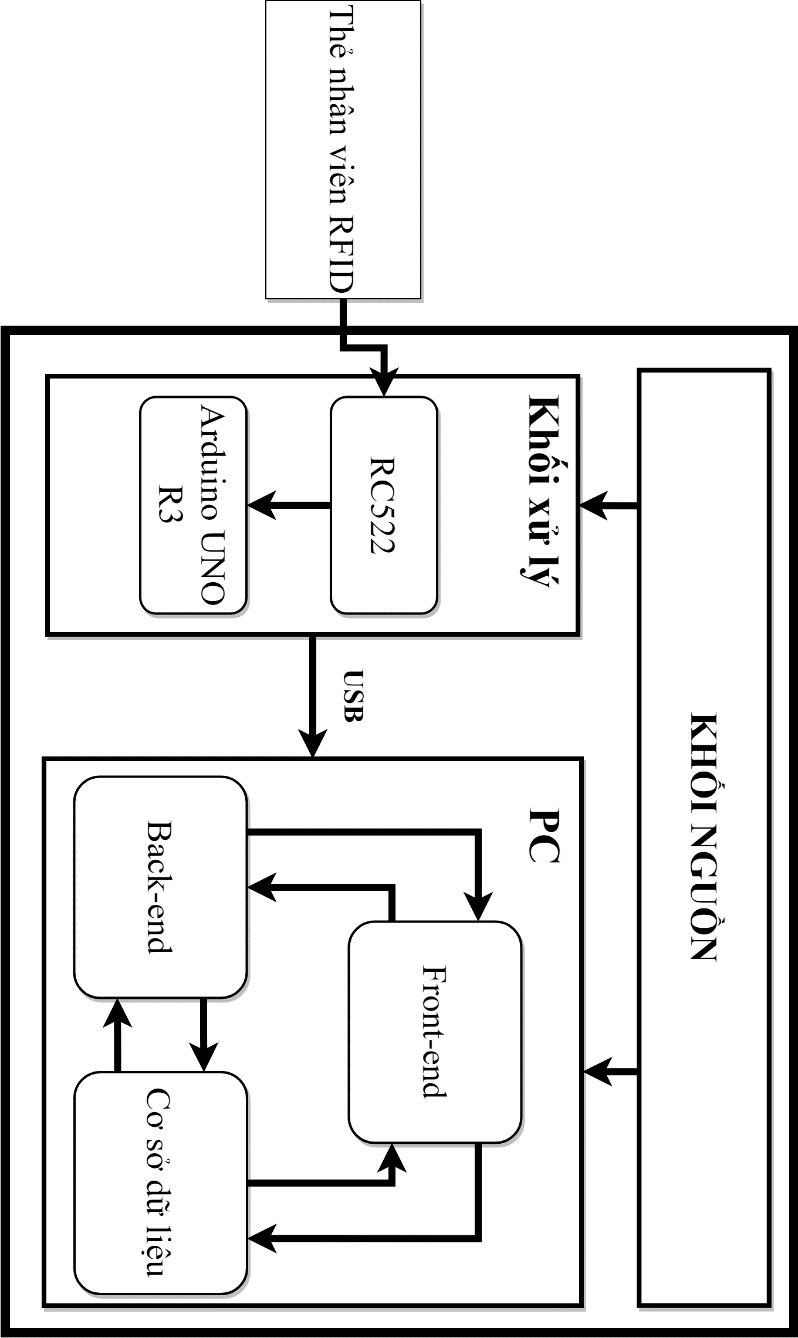 KHỐI NGUỒN
Thẻ nhân viên RFID
Khối xử lý
RC522
Arduino UNO
R3
USB
PC
Front-end
Back-end
Cơ sở dữ liệu